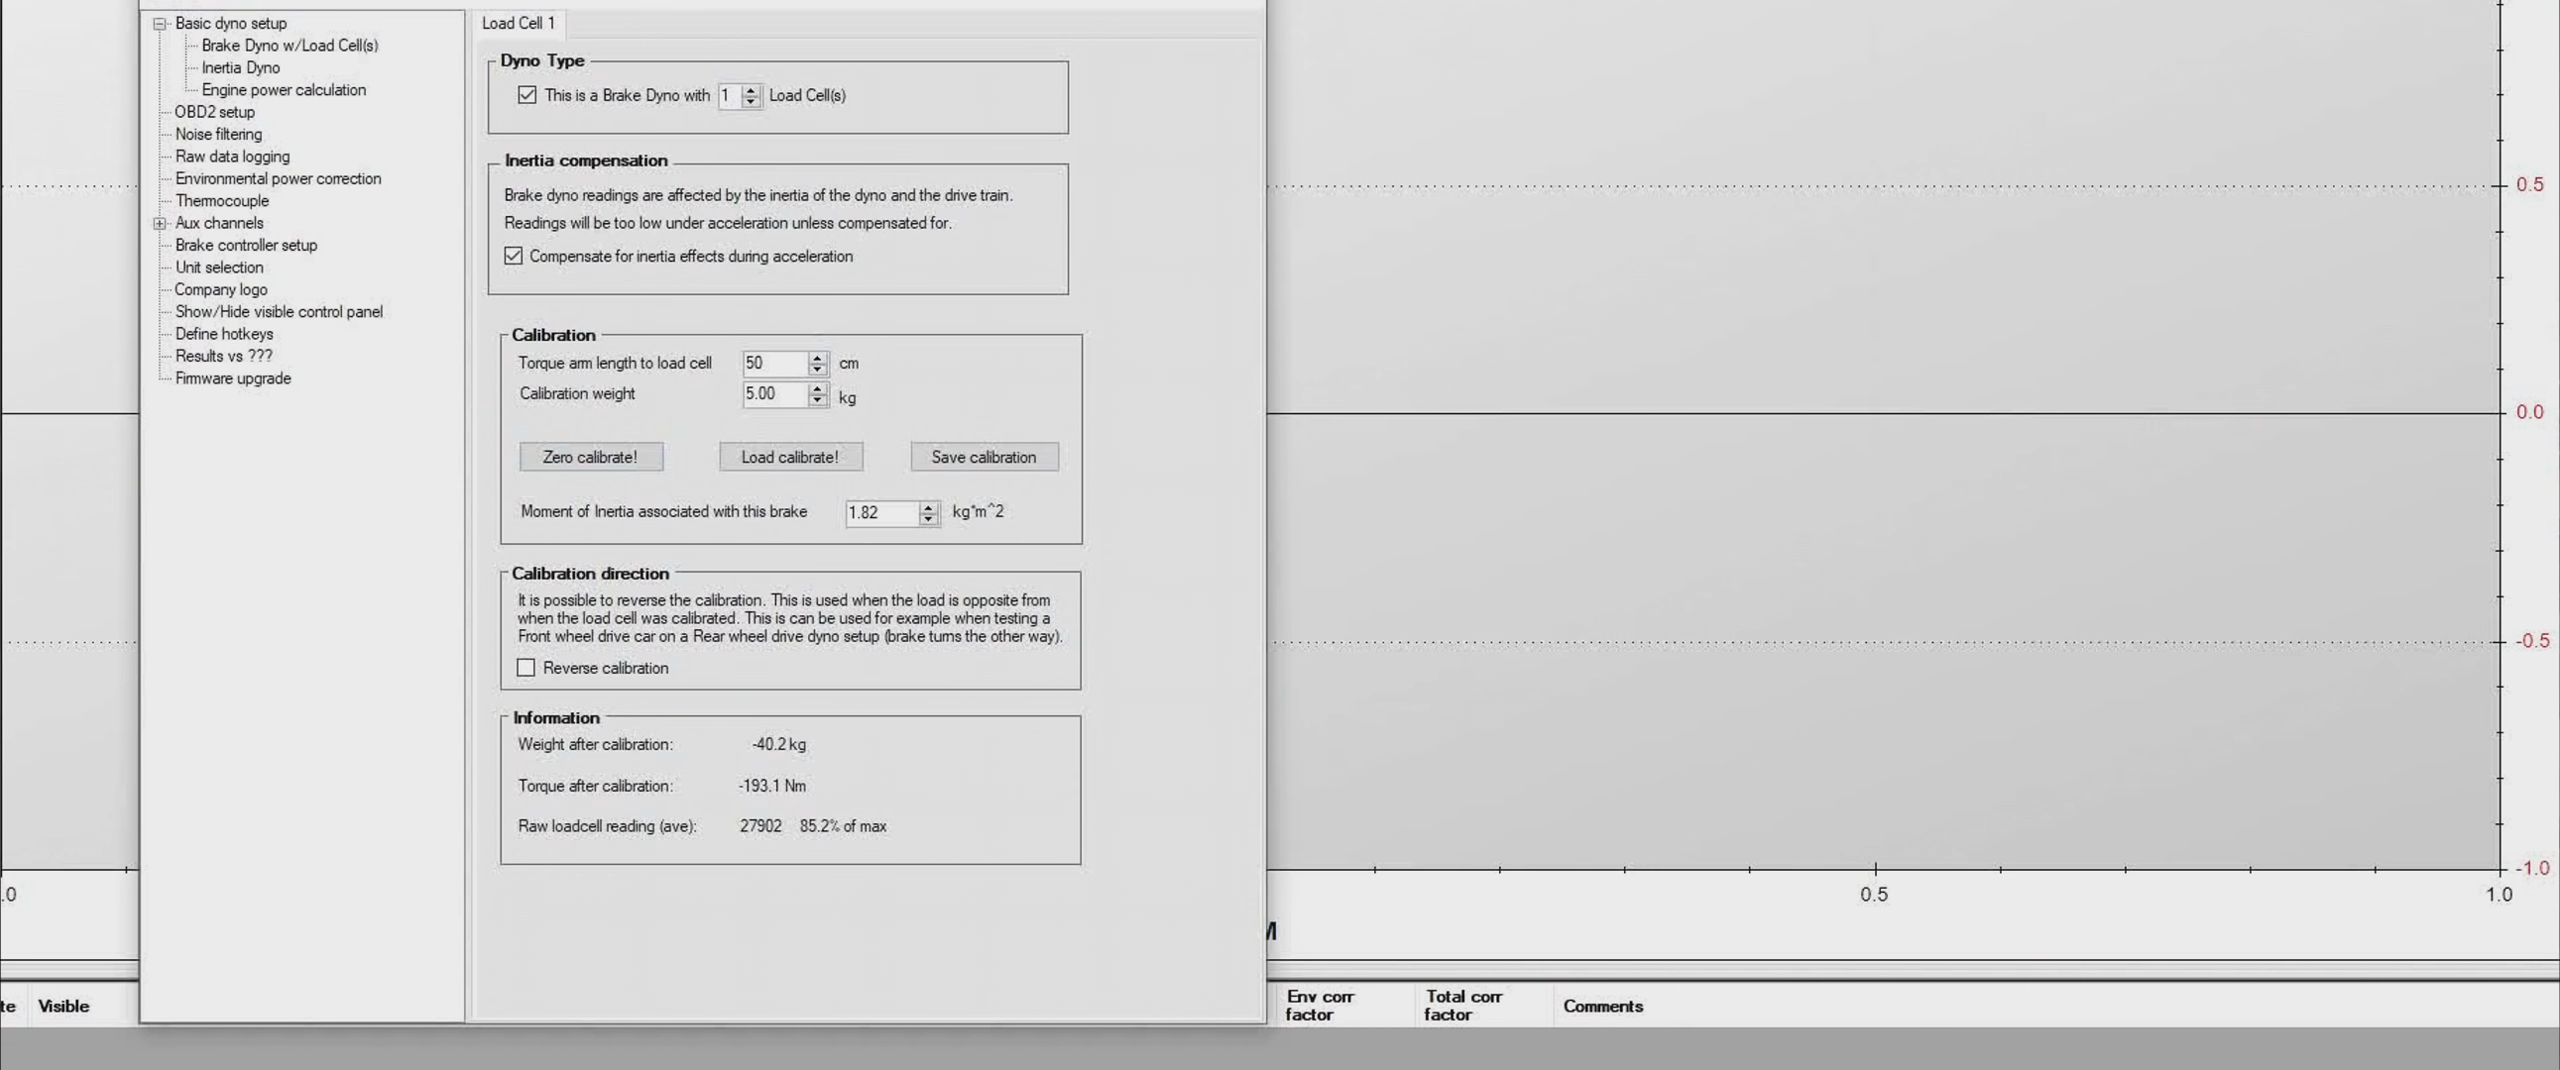 Basic dyno setup
Brake Dyno w/Load Cell(s)
Inertia Dyno
Engine power calculation
OBD2 setup
Noise filtering
Raw data logging
Environmental power correction
Thermocouple
Aux channels
Brake controller setup
Unit selection
Company logo
Show/Hide visible control panel
Define hotkeys
Results vs ???
Firmware upgrade
Load Cell 1
Dyno Type
This is a Brake Dyno with 1 Load Cell(s)
Inertia compensation
Brake dyno readings are affected by the inertia of the dyno and the drive train.
Readings will be too low under acceleration unless compensated for.
Compensate for inertia effects during acceleration
Calibration
Torque arm length to load cell 50 cm
Calibration weight 5.00 kg
Zero calibrate! Load calibrate! Save calibration
Moment of Inertia associated with this brake 1.82 kg*m^2
Calibration direction
It is possible to reverse the calibration. This is used when the load is opposite from
when the load cell was calibrated. This is can be used for example when testing a
Front wheel drive car on a Rear wheel drive dyno setup (brake turns the other way).
Reverse calibration
Information
Weight after calibration: -40.2 kg
Torque after calibration: -193.1 Nm
Raw loadcell reading (ave): 27902 85.2% of max
0.5
0.0
-0.5
-1.0
.0 0.5 1.0
M
te Visible Env corr factor Total corr factor Comments